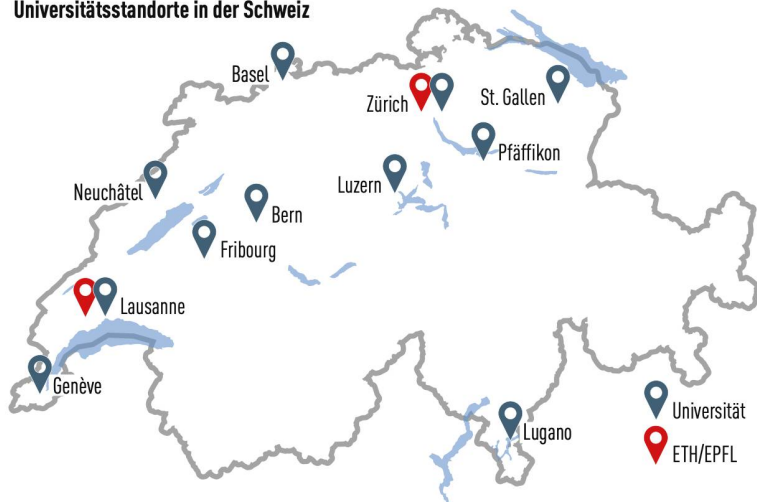 Universitätsstandorte in der Schweiz
Basel
Zürich
St. Gallen
Pfäffikon
Neuchâtel
Luzern
Bern
Fribourg
Lausanne
Genève
Lugano
Universität
ETH/EPFL